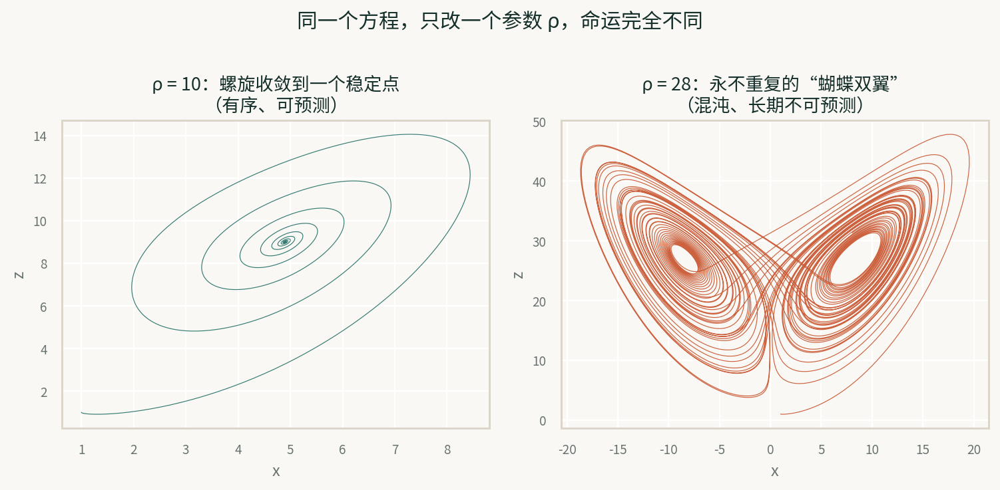 同一个方程，只改一个参数 ρ，命运完全不同
ρ = 10：螺旋收敛到一个稳定点
（有序、可预测）
14
12
10
8
6
4
2
z
1 2 3 4 5 6 7 8
x
ρ = 28：永不重复的“蝴蝶双翼”
（混沌、长期不可预测）
50
40
30
20
10
0
z
-20 -15 -10 -5 0 5 10 15 20
x